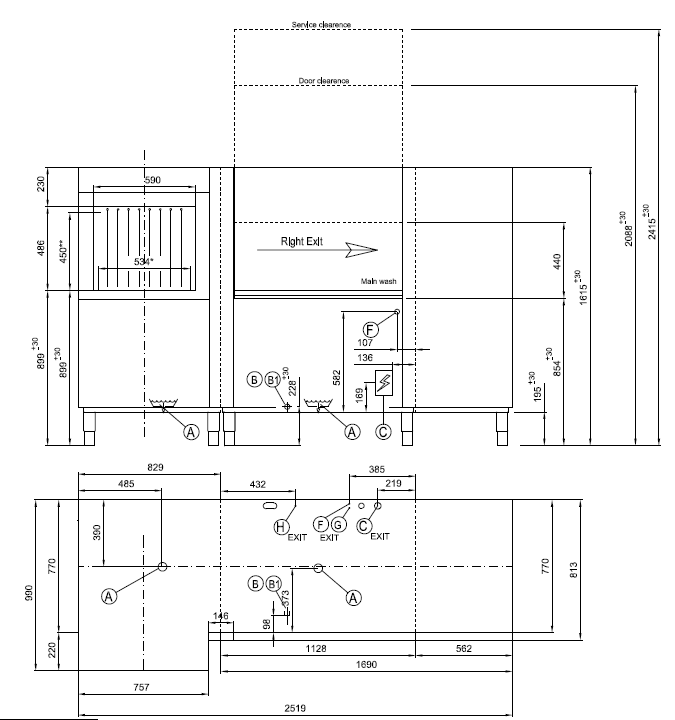 Service clearence
Door clearence
590
230
486
450**
534*
Right Exit
Main wash
440
2088 ±30
2415 ±30
1615 ±30
899 ±30
899 ±30
F
107
136
582
169
854 ±30
195 ±30
B B1
228 ±30
A
A
C
829
485
432
385
219
H EXIT
F EXIT
G
C EXIT
390
770
990
220
A
B B1
373
98
A
146
770
813
1128
562
1690
757
2519